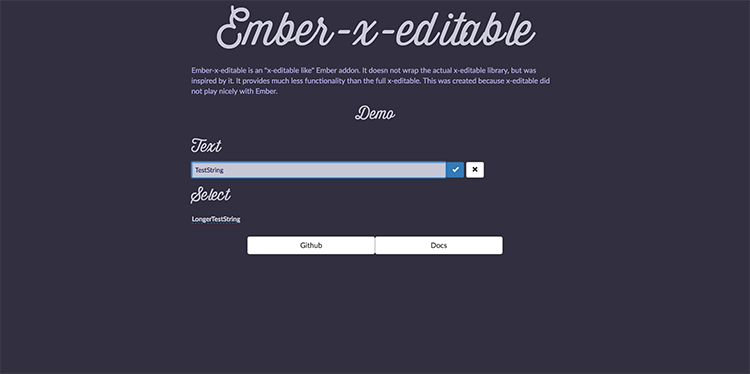 Ember-x-editable
Ember-x-editable is an "x-editable like" Ember addon. It doesn not wrap the actual x-editable library, but was
inspired by it. It provides much less functionality than the full x-editable. This was created because x-editable did
not play nicely with Ember.
Demo
Text
TestString
Select
LongerTestString
Github Docs